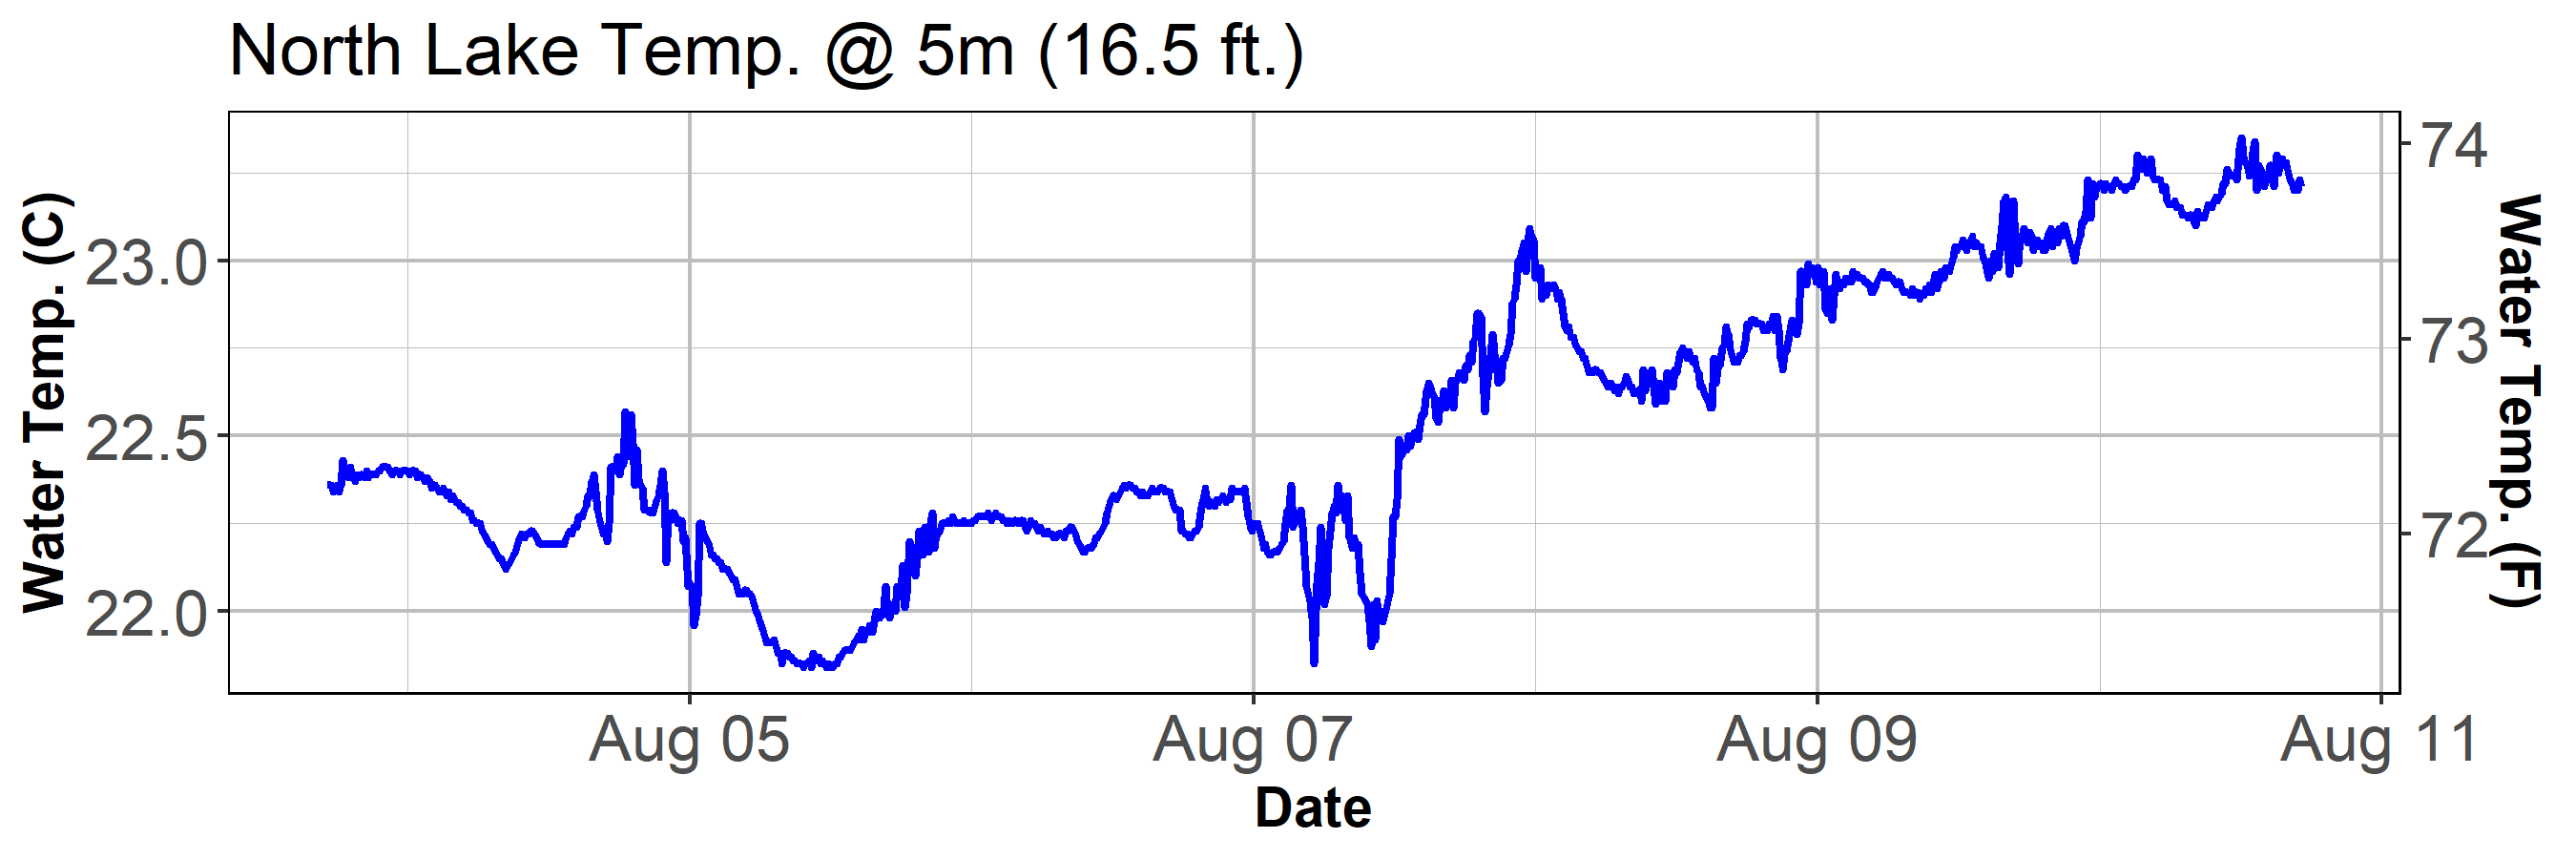 North Lake Temp. @ 5m (16.5 ft.)
Water Temp. (C)
23.0
22.5
22.0
74
73
72
Water Temp. (F)
Aug 05
Aug 07
Aug 09
Aug 11
Date